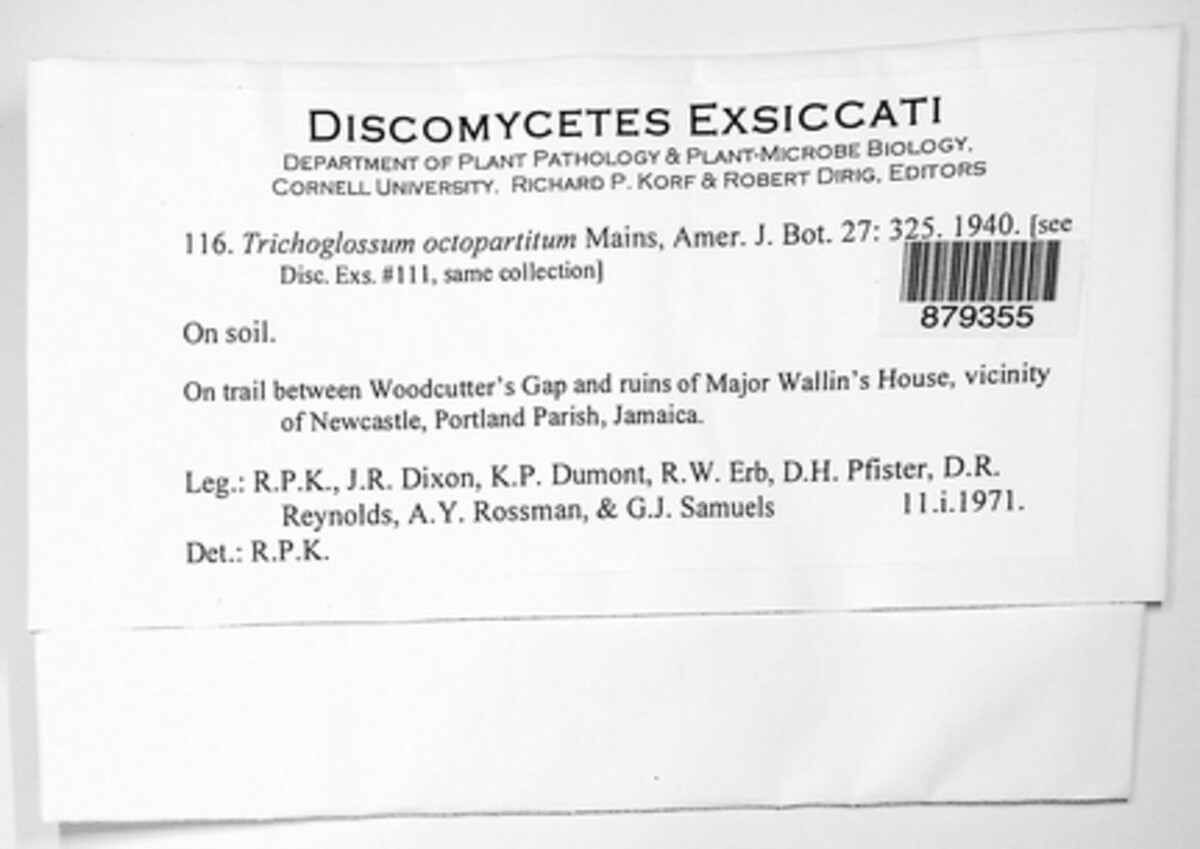 DISCOMYCETES EXSICCATI
DEPARTMENT OF PLANT PATHOLOGY & PLANT-MICROBE BIOLOGY,
CORNELL UNIVERSITY, RICHARD P. KORF & ROBERT DIRIG, EDITORS
116. Trichoglossum octopartitum Mains, Amer. J. Bot. 27: 325. 1940. [see
Disc. Exs. #111, same collection]
879355
On soil.
On trail between Woodcutter's Gap and ruins of Major Wallin's House, vicinity
of Newcastle, Portland Parish, Jamaica.
Leg.: R.P.K., J.R. Dixon, K.P. Dumont, R.W. Erb, D.H. Pfister, D.R.
Reynolds, A.Y. Rossman, & G.J. Samuels 11.i.1971.
Det.: R.P.K.